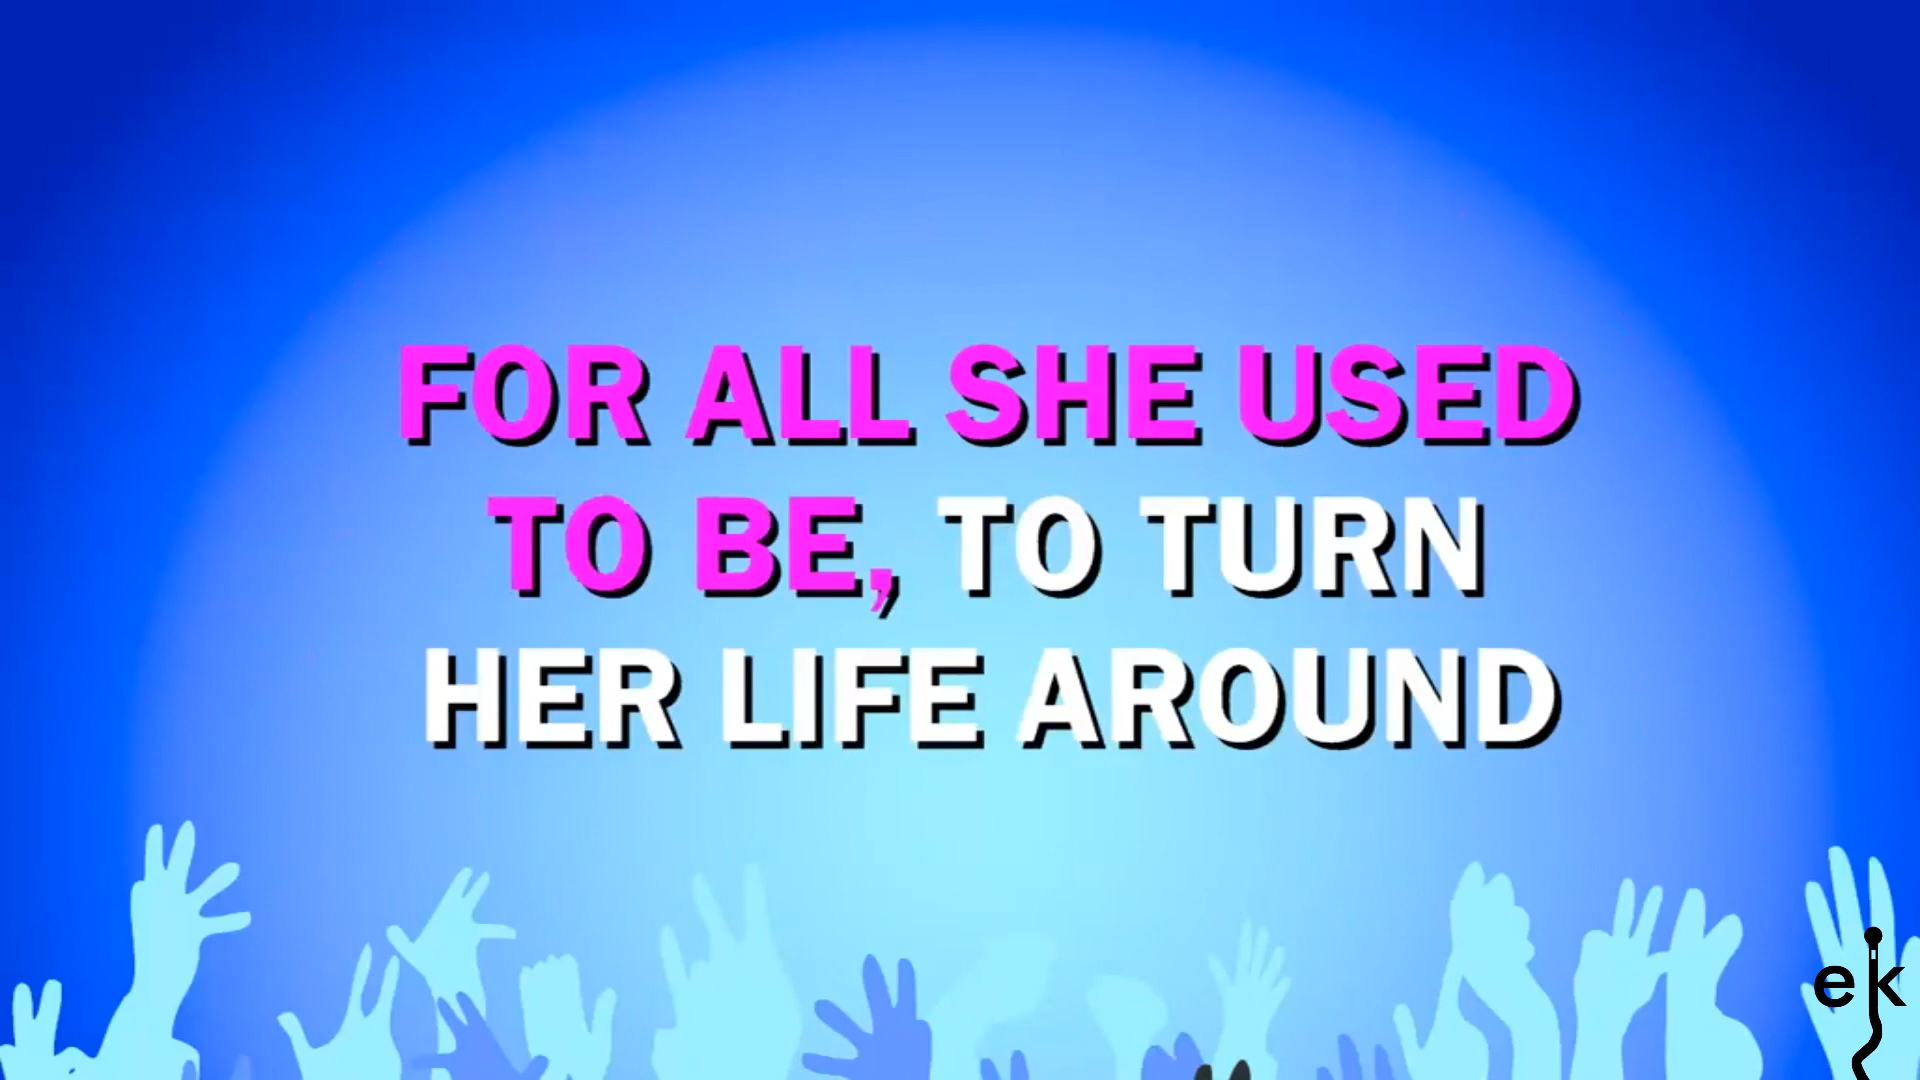 FOR ALL SHE USED
TO BE, TO TURN
HER LIFE AROUND
ek